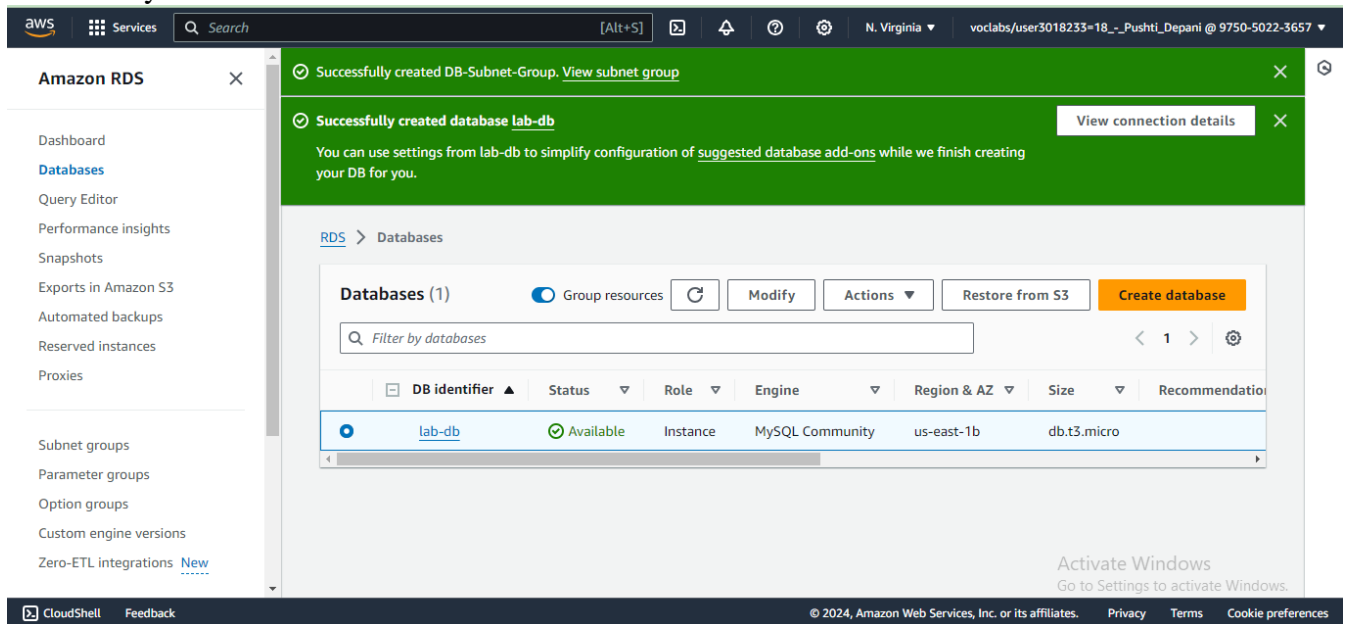 aws
Services
Search
[Alt+S]
N. Virginia
voclabs/user3018233=18_-_Pushti_Depani @ 9750-5022-3657
Amazon RDS
Dashboard
Databases
Query Editor
Performance insights
Snapshots
Exports in Amazon S3
Automated backups
Reserved instances
Proxies
Subnet groups
Parameter groups
Option groups
Custom engine versions
Zero-ETL integrations New
Successfully created DB-Subnet-Group. View subnet group
Successfully created database lab-db
View connection details
You can use settings from lab-db to simplify configuration of suggested database add-ons while we finish creating
your DB for you.
RDS > Databases
Databases (1)
Group resources
Modify
Actions
Restore from S3
Create database
Filter by databases
1
DB identifier
Status
Role
Engine
Region & AZ
Size
Recommendation
lab-db
Available
Instance
MySQL Community
us-east-1b
db.t3.micro
Activate Windows
Go to Settings to activate Windows.
CloudShell
Feedback
© 2024, Amazon Web Services, Inc. or its affiliates.
Privacy
Terms
Cookie preferences